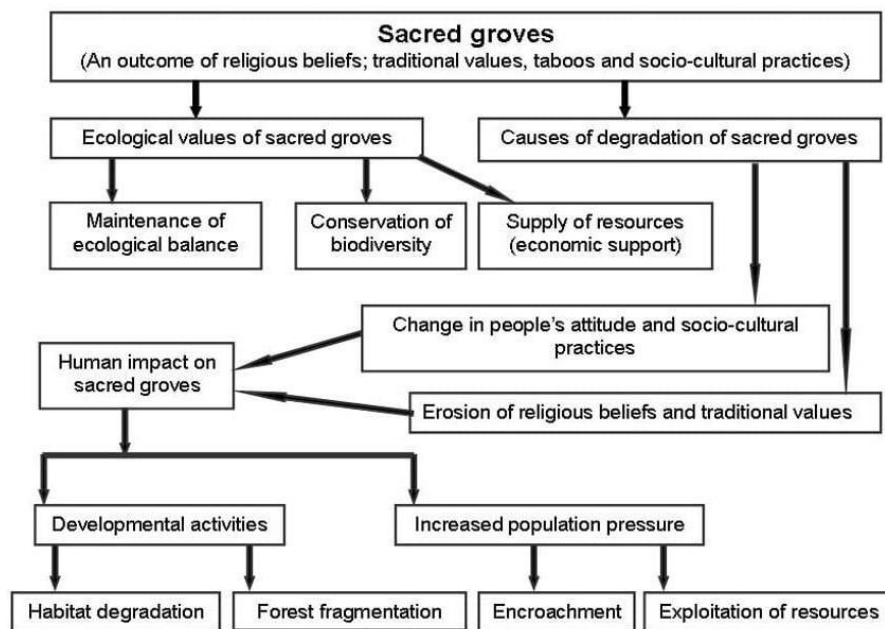 Sacred groves
(An outcome of religious beliefs; traditional values, taboos and socio-cultural practices)
Ecological values of sacred groves
Causes of degradation of sacred groves
Maintenance of
ecological balance
Conservation of
biodiversity
Supply of resources
(economic support)
Change in people's attitude and socio-cultural
practices
Human impact on
sacred groves
Erosion of religious beliefs and traditional values
Developmental activities
Increased population pressure
Habitat degradation
Forest fragmentation
Encroachment
Exploitation of resources